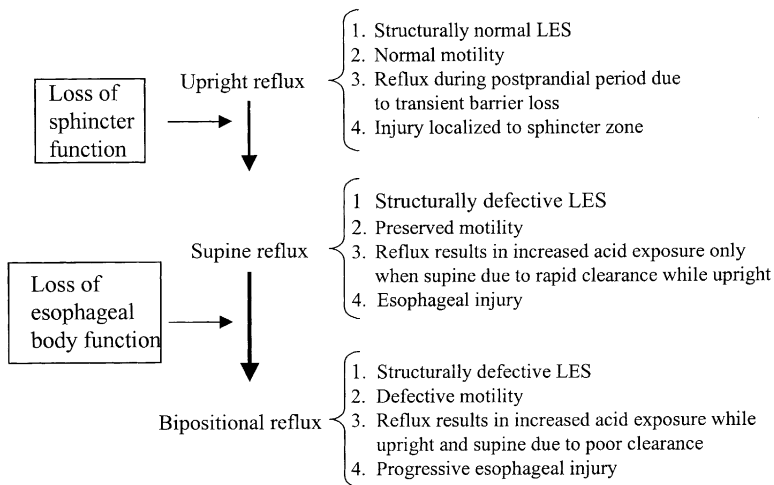 Loss of
sphincter
function
Upright reflux
1. Structurally normal LES
2. Normal motility
3. Reflux during postprandial period due
to transient barrier loss
4. Injury localized to sphincter zone
Supine reflux
1 Structurally defective LES
2. Preserved motility
3. Reflux results in increased acid exposure only
when supine due to rapid clearance while upright
4. Esophageal injury
Loss of
esophageal
body function
Bipositional reflux
1. Structurally defective LES
2. Defective motility
3. Reflux results in increased acid exposure while
upright and supine due to poor clearance
4. Progressive esophageal injury